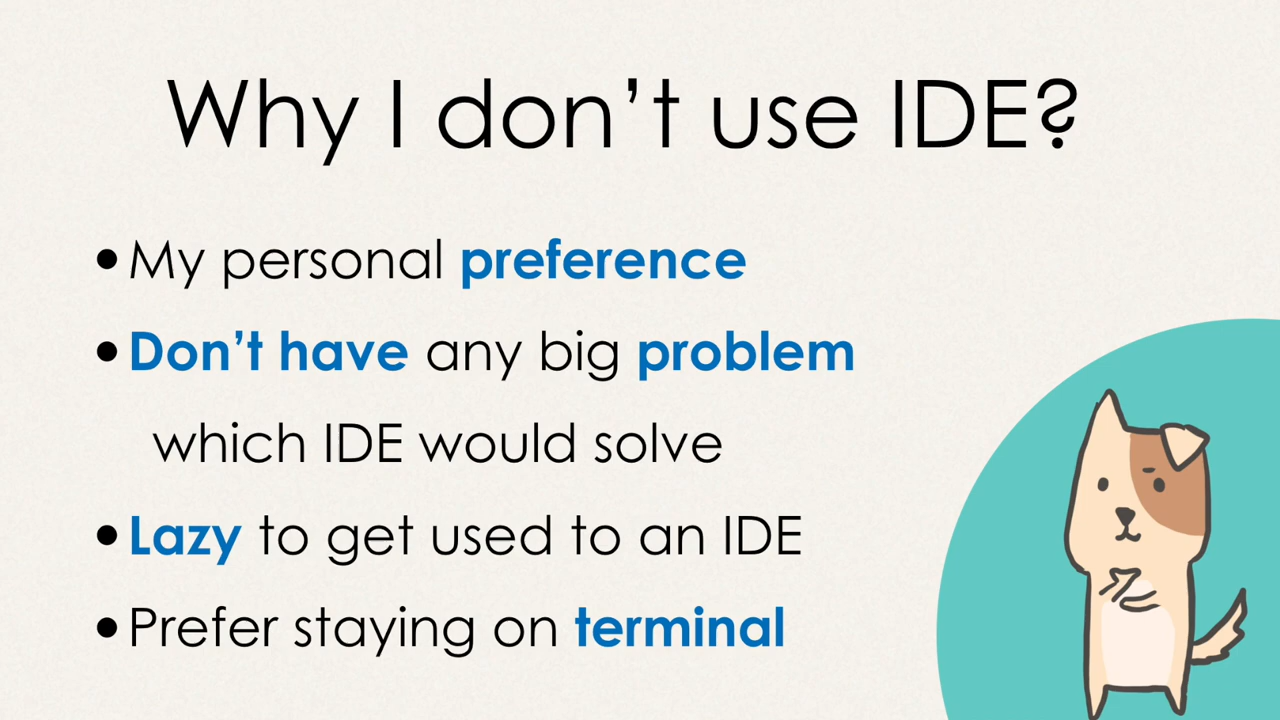 Why I don’t use IDE?
•My personal preference
•Don’t have any big problem
which IDE would solve
•Lazy to get used to an IDE
•Prefer staying on terminal